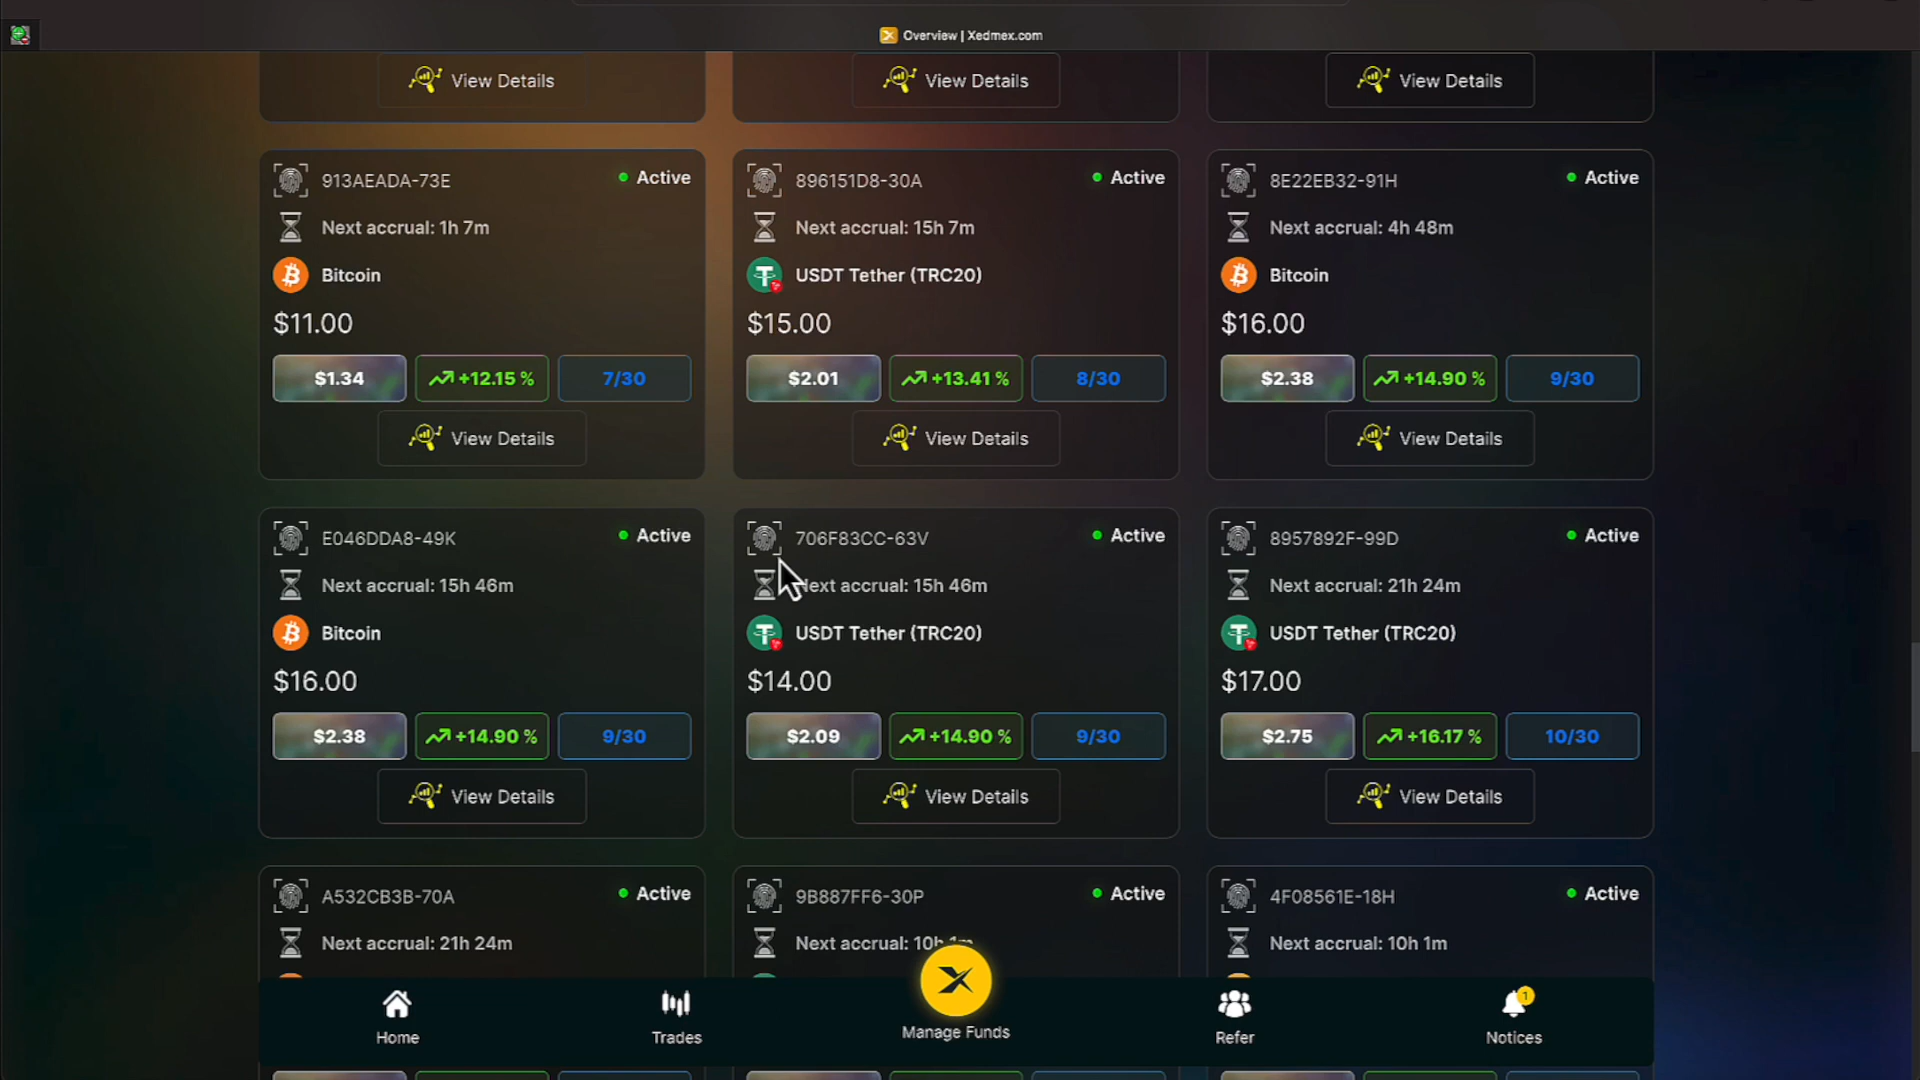 Overview | Xedmex.com
View Details
View Details
View Details
913AEADA-73E
Active
Next accrual: 1h 7m
Bitcoin
$11.00
$1.34
+12.15 %
7/30
View Details
896151D8-30A
Active
Next accrual: 15h 7m
USDT Tether (TRC20)
$15.00
$2.01
+13.41 %
8/30
View Details
8E22EB32-91H
Active
Next accrual: 4h 48m
Bitcoin
$16.00
$2.38
+14.90 %
9/30
View Details
E046DDA8-49K
Active
Next accrual: 15h 46m
Bitcoin
$16.00
$2.38
+14.90 %
9/30
View Details
706F83CC-63V
Active
Next accrual: 15h 46m
USDT Tether (TRC20)
$14.00
$2.09
+14.90 %
9/30
View Details
8957892F-99D
Active
Next accrual: 21h 24m
USDT Tether (TRC20)
$17.00
$2.75
+16.17 %
10/30
View Details
A532CB3B-70A
Active
Next accrual: 21h 24m
9B887FF6-30P
Active
Next accrual: 10h 1m
4F08561E-18H
Active
Next accrual: 10h 1m
Home
Trades
Manage Funds
Refer
1
Notices